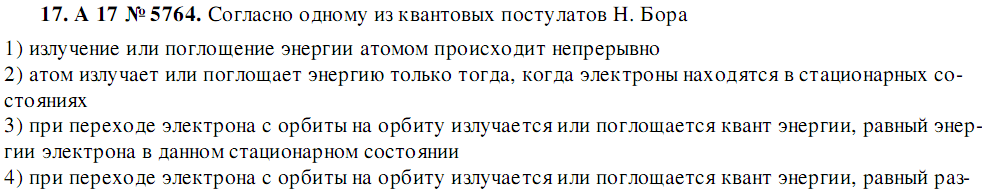 17. А 17 № 5764. Согласно одному из квантовых постулатов Н. Бора
1) излучение или поглощение энергии атомом происходит непрерывно
2) атом излучает или поглощает энергию только тогда, когда электроны находятся в стационарных со-
стояниях
3) при переходе электрона с орбиты на орбиту излучается или поглощается квант энергии, равный энер-
гии электрона в данном стационарном состоянии
4) при переходе электрона с орбиты на орбиту излучается или поглощается квант энергии, равный раз-